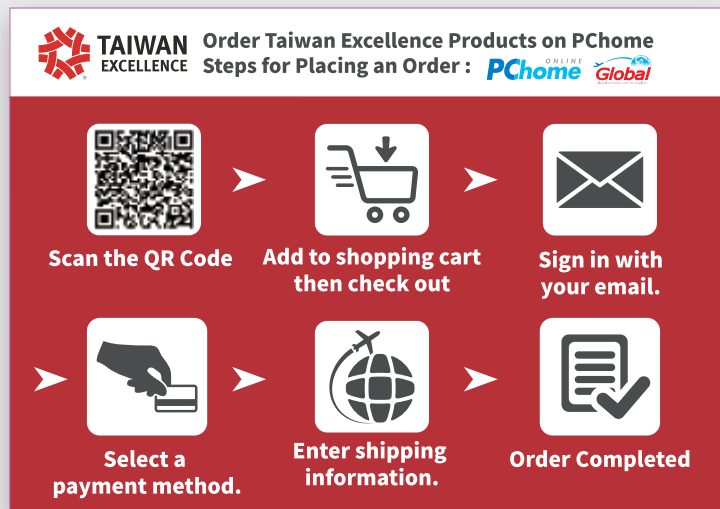 TAIWAN
EXCELLENCE
Order Taiwan Excellence Products on PChome
Steps for Placing an Order :
ONLINE
PChome
Global
Scan the QR Code
Add to shopping cart
then check out
Sign in with
your email.
Select a
payment method.
Enter shipping
information.
Order Completed